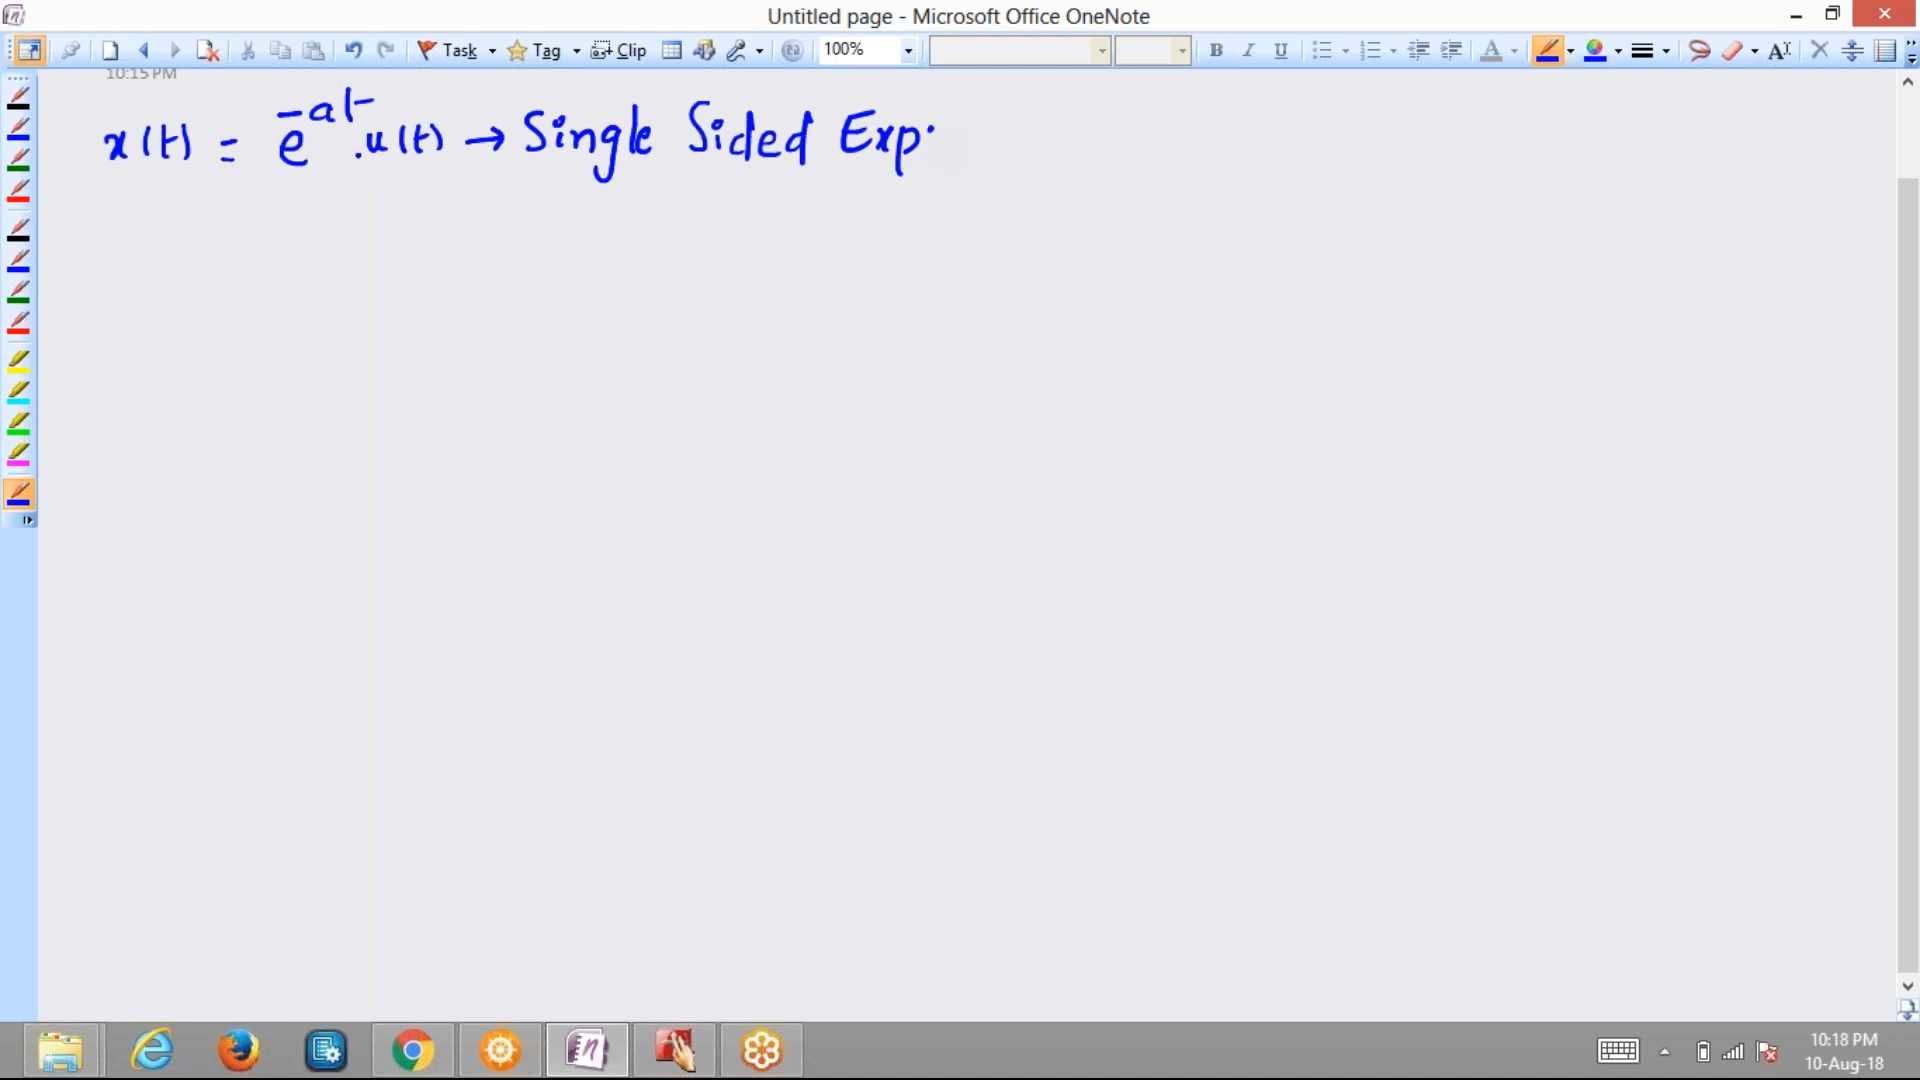 Untitled page - Microsoft Office OneNote
Task Tag Clip 100% B I U A A
10:15 PM
x(t) = e^{-at}.u(t) → Single Sided Exp.
10:18 PM
10-Aug-18